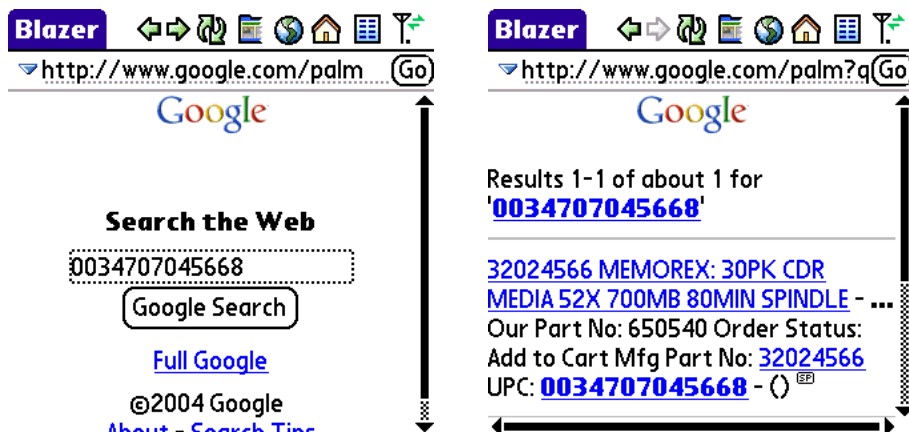 Blazer
http://www.google.com/palm Go
Google
Search the Web
0034707045668
Google Search
Full Google
©2004 Google
About - Search Tips
Blazer
http://www.google.com/palm?q Go
Google
Results 1-1 of about 1 for
'0034707045668'
32024566 MEMOREX: 30PK CDR
MEDIA 52X 700MB 80MIN SPINDLE - ...
Our Part No: 650540 Order Status:
Add to Cart Mfg Part No: 32024566
UPC: 0034707045668 - () SP